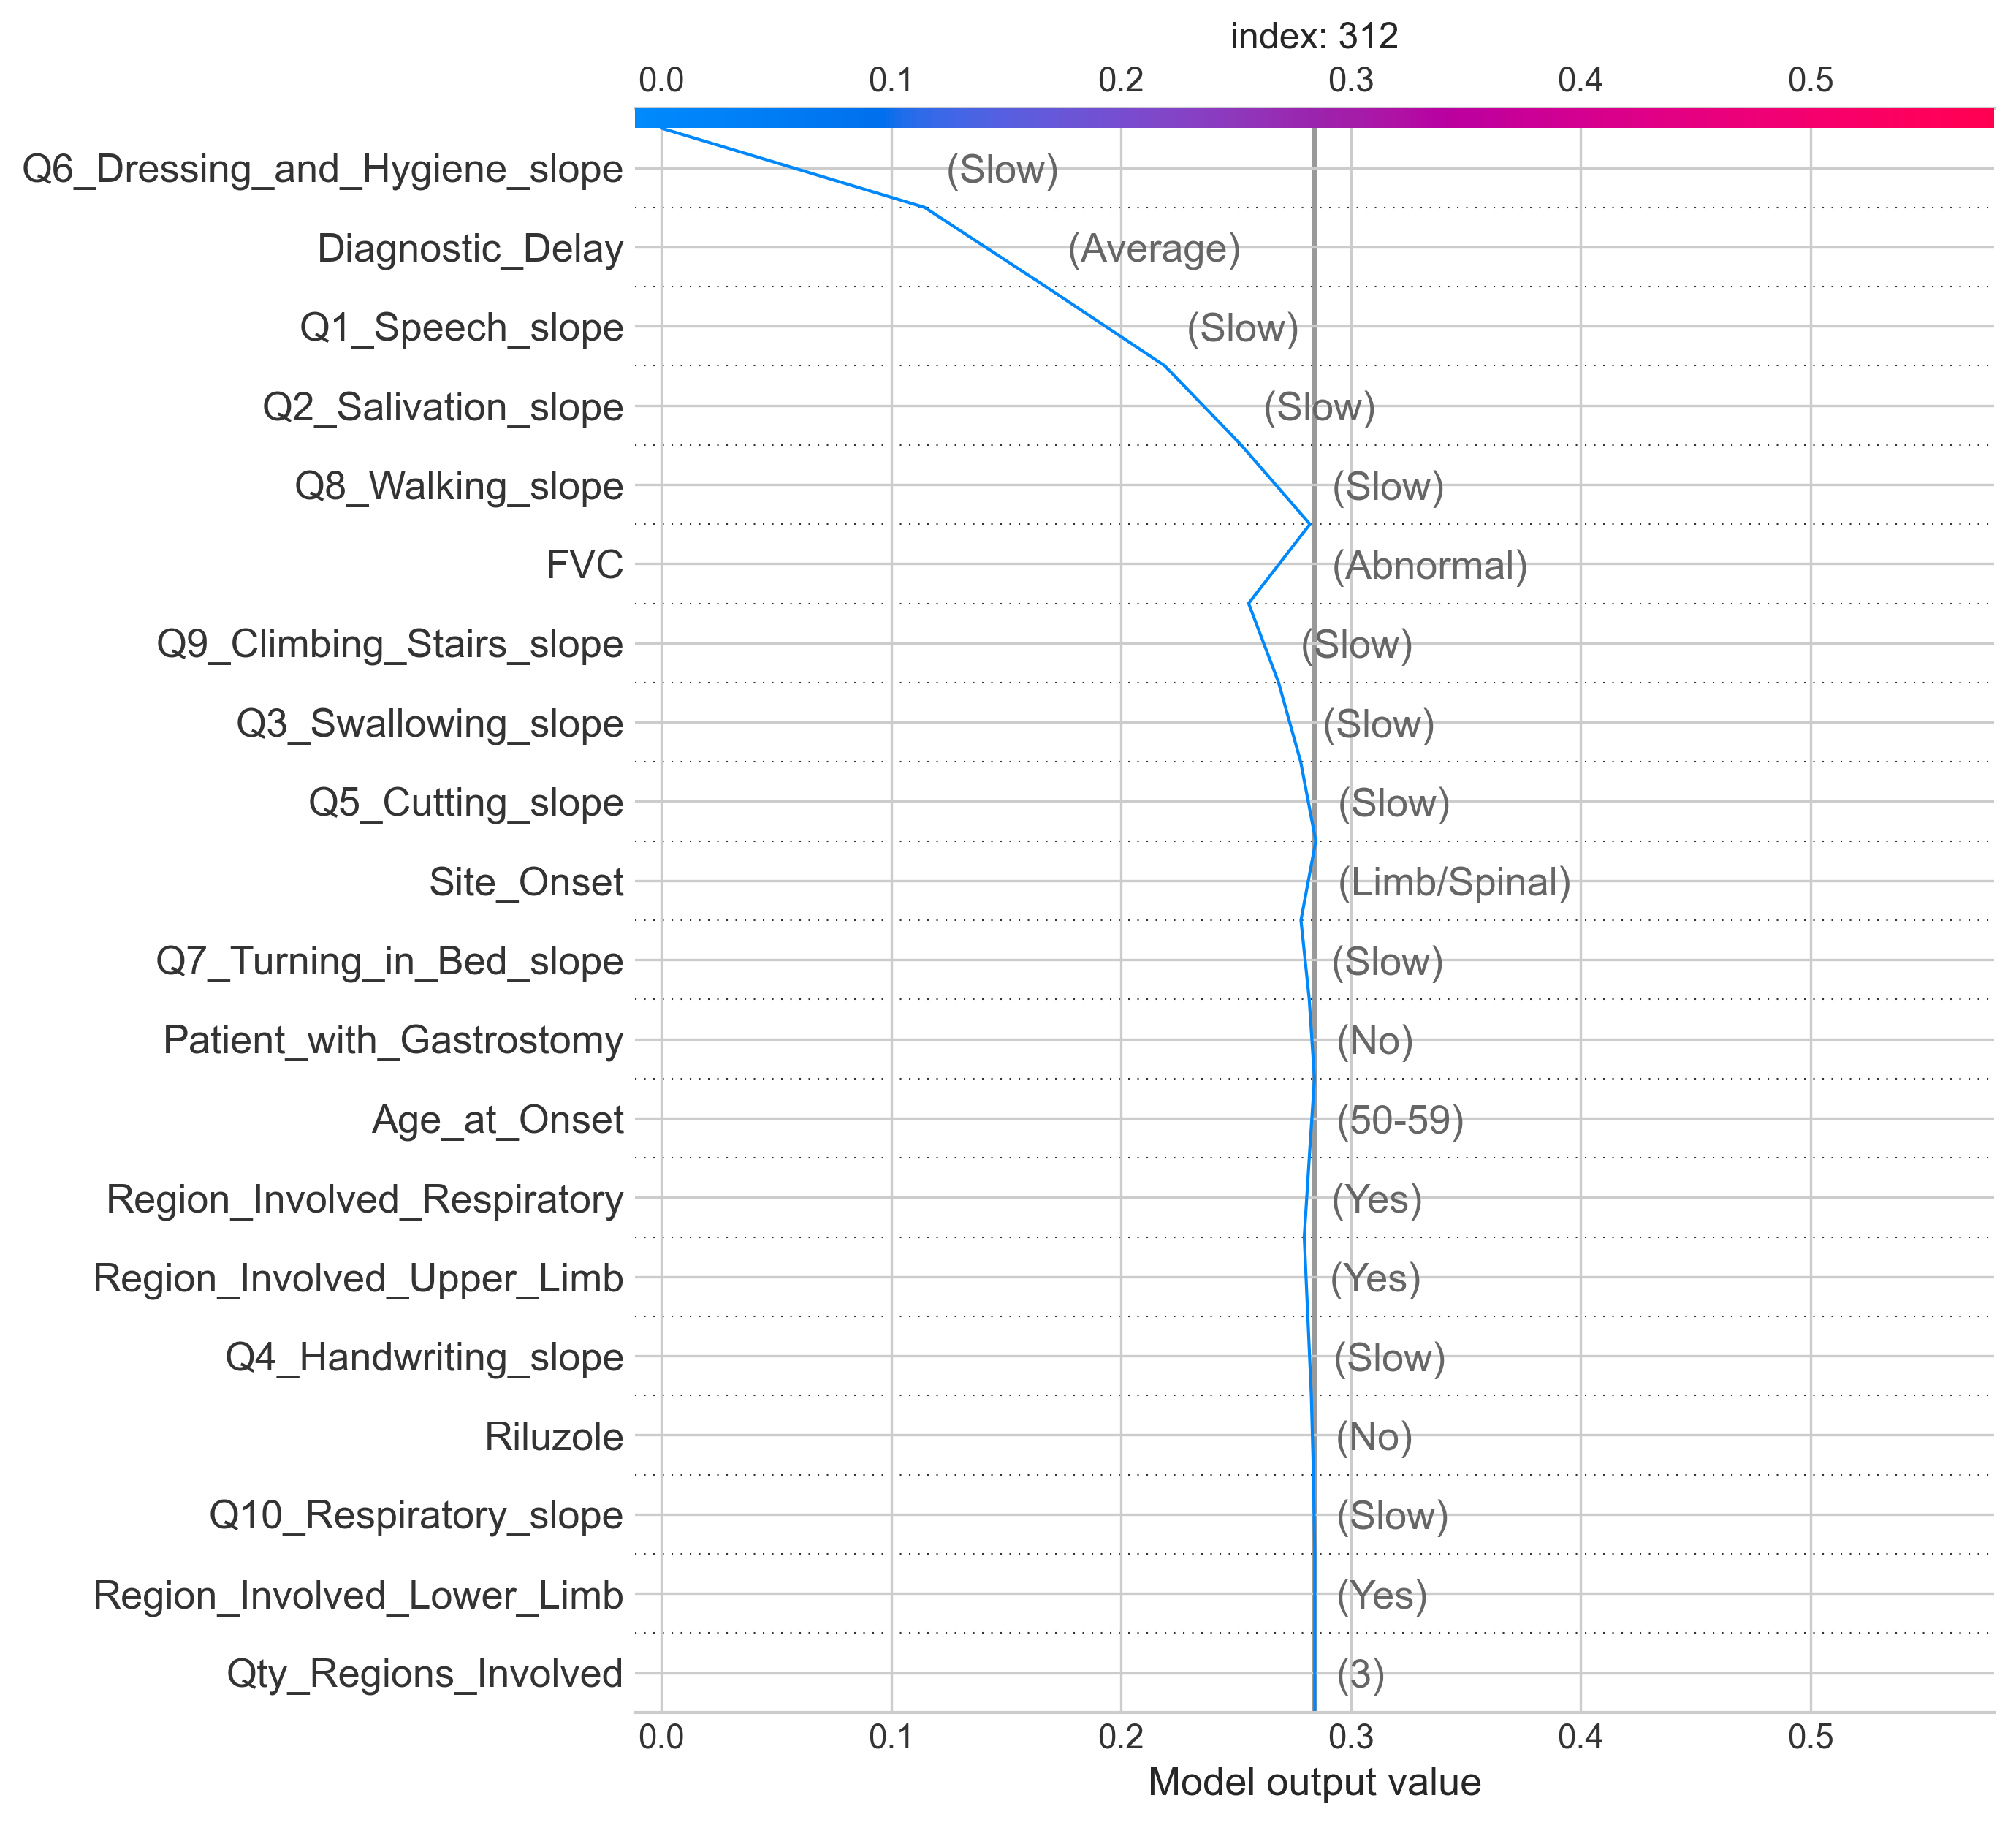 index: 312
0.0 0.1 0.2 0.3 0.4 0.5
Q6_Dressing_and_Hygiene_slope (Slow)
Diagnostic_Delay (Average)
Q1_Speech_slope (Slow)
Q2_Salivation_slope (Slow)
Q8_Walking_slope (Slow)
FVC (Abnormal)
Q9_Climbing_Stairs_slope (Slow)
Q3_Swallowing_slope (Slow)
Q5_Cutting_slope (Slow)
Site_Onset (Limb/Spinal)
Q7_Turning_in_Bed_slope (Slow)
Patient_with_Gastrostomy (No)
Age_at_Onset (50-59)
Region_Involved_Respiratory (Yes)
Region_Involved_Upper_Limb (Yes)
Q4_Handwriting_slope (Slow)
Riluzole (No)
Q10_Respiratory_slope (Slow)
Region_Involved_Lower_Limb (Yes)
Qty_Regions_Involved (3)
0.0 0.1 0.2 0.3 0.4 0.5
Model output value